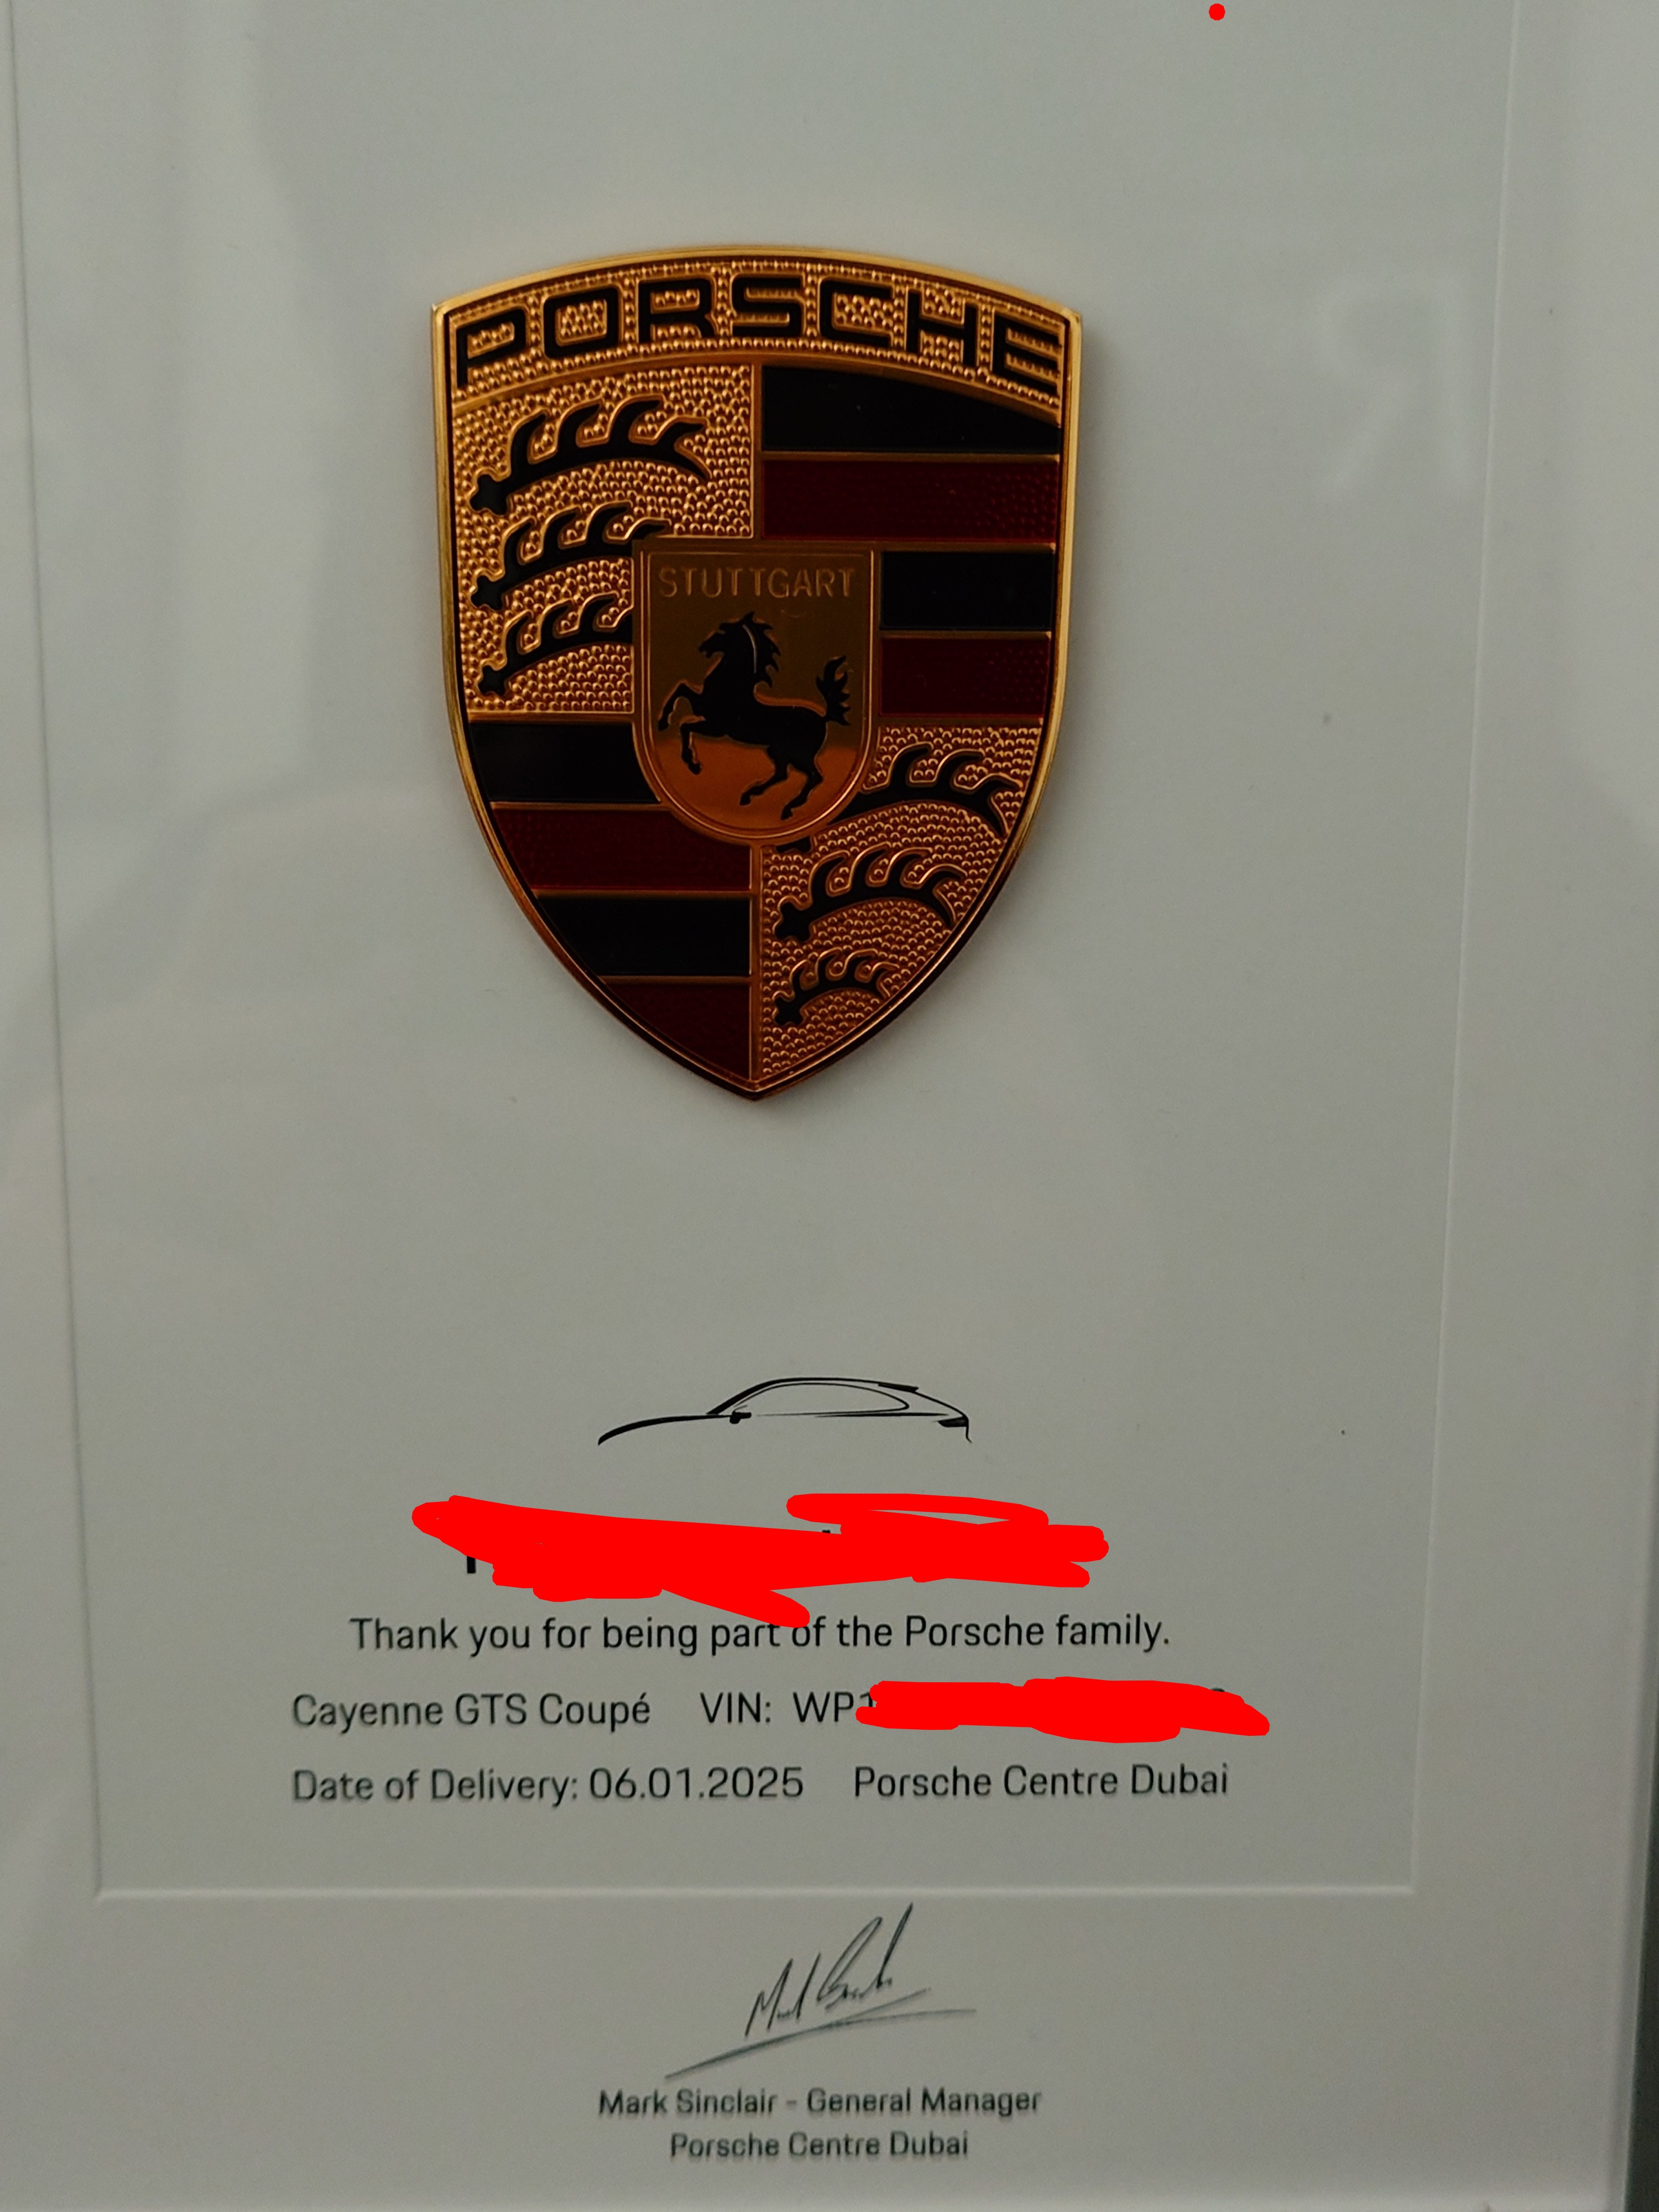 PORSCHE
STUTTGART
Thank you for being part of the Porsche family.
Cayenne GTS Coupé VIN: WP1
Date of Delivery: 06.01.2025 Porsche Centre Dubai
Mark Sinclair - General Manager
Porsche Centre Dubai